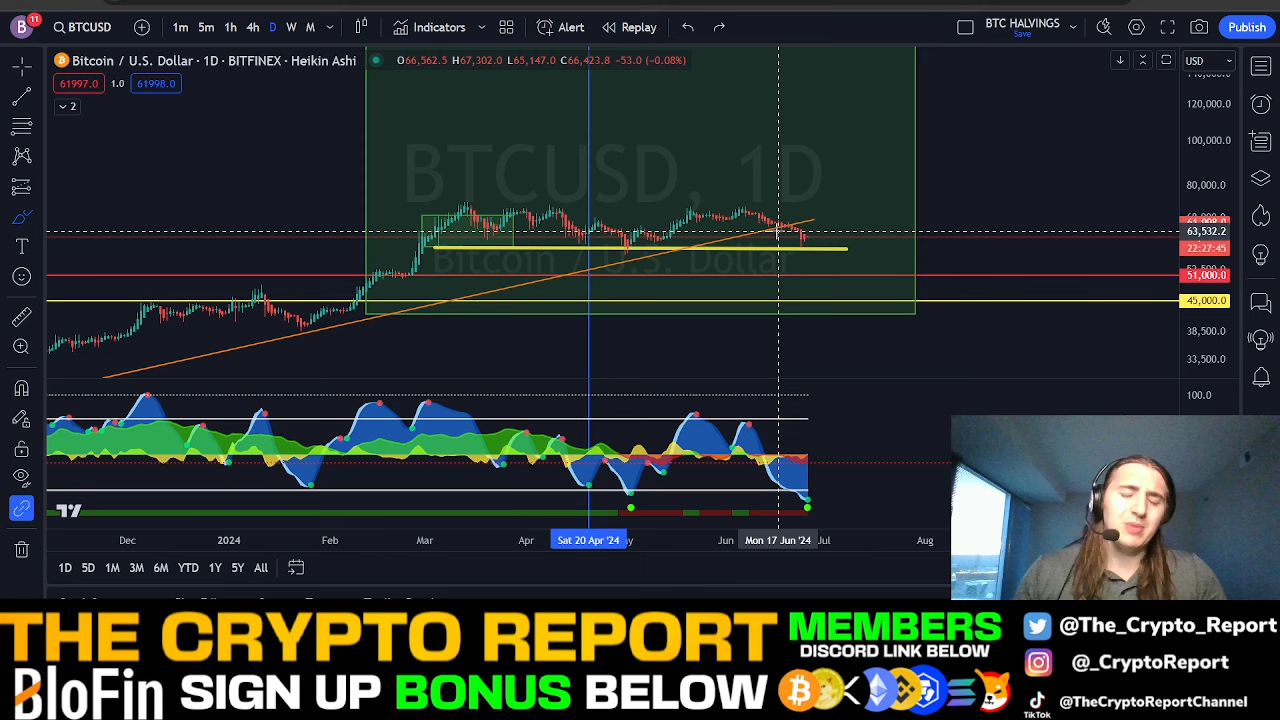 B 11 BTCUSD 1m 5m 1h 4h D W M Indicators Alert Replay BTC HALVINGS Save Publish
Bitcoin / U.S. Dollar · 1D · BITFINEX · Heikin Ashi O66,562.5 H67,302.0 L65,147.0 C66,423.8 −53.0 (−0.08%) USD
61997.0 1.0 61998.0
2
120,000.0
100,000.0
BTCUSD, 1D
80,000.0
63,532.2
22:27:45
Bitcoin / U.S. Dollar
51,000.0
45,000.0
38,500.0
33,500.0
100.0
Dec 2024 Feb Mar Apr Sat 20 Apr '24 Jun Mon 17 Jun '24 Jul Aug
1D 5D 1M 3M 6M YTD 1Y 5Y All
THE CRYPTO REPORT
MEMBERS
DISCORD LINK BELOW
@The_Crypto_Report
BloFin SIGN UP BONUS BELOW
@_CryptoReport
TikTok
@TheCryptoReportChannel